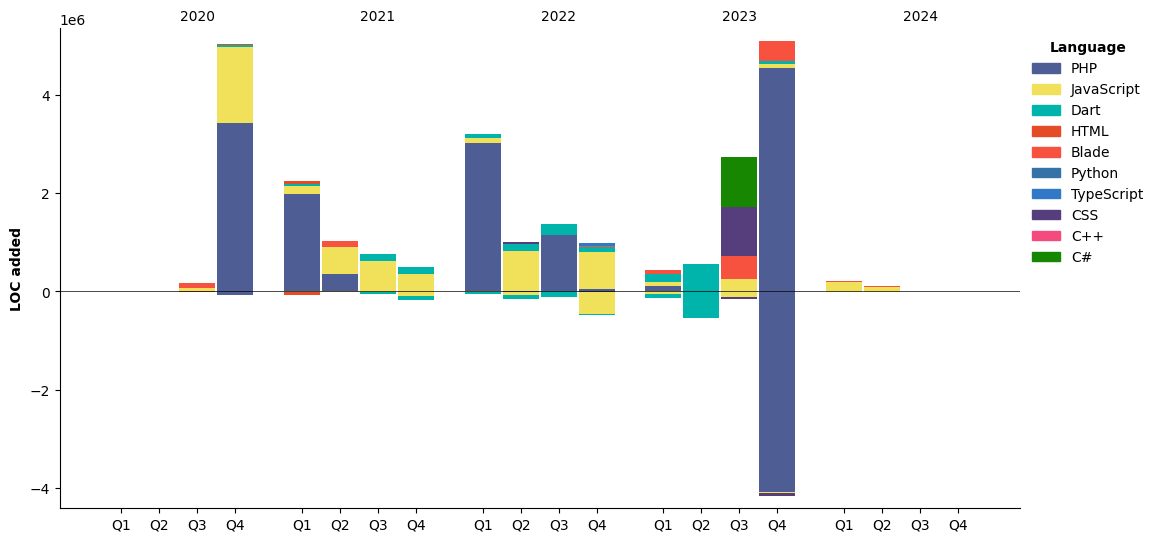 1e6
2020 2021 2022 2023 2024
LOC added
4
2
0
−2
−4
Q1 Q2 Q3 Q4 Q1 Q2 Q3 Q4 Q1 Q2 Q3 Q4 Q1 Q2 Q3 Q4 Q1 Q2 Q3 Q4
Language
PHP
JavaScript
Dart
HTML
Blade
Python
TypeScript
CSS
C++
C#